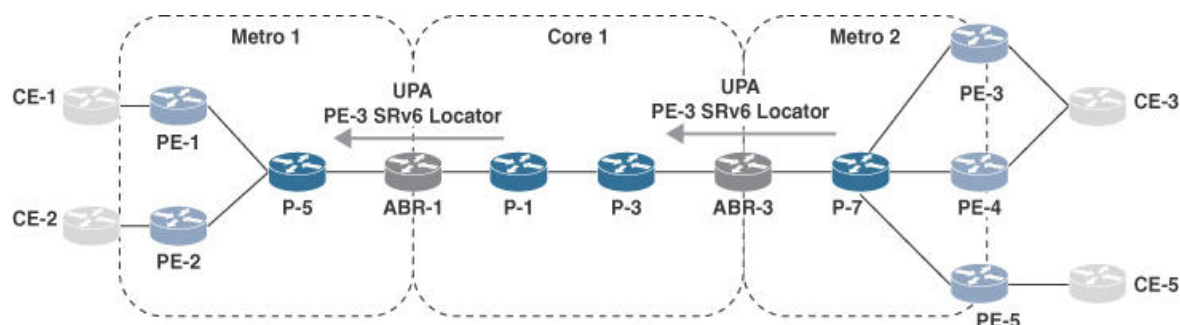 Metro 1
Core 1
Metro 2
UPA
PE-3 SRv6 Locator
UPA
PE-3 SRv6 Locator
CE-1
PE-1
PE-3
CE-3
P-5
ABR-1
P-1
P-3
ABR-3
P-7
PE-4
CE-2
PE-2
CE-5
PE-5